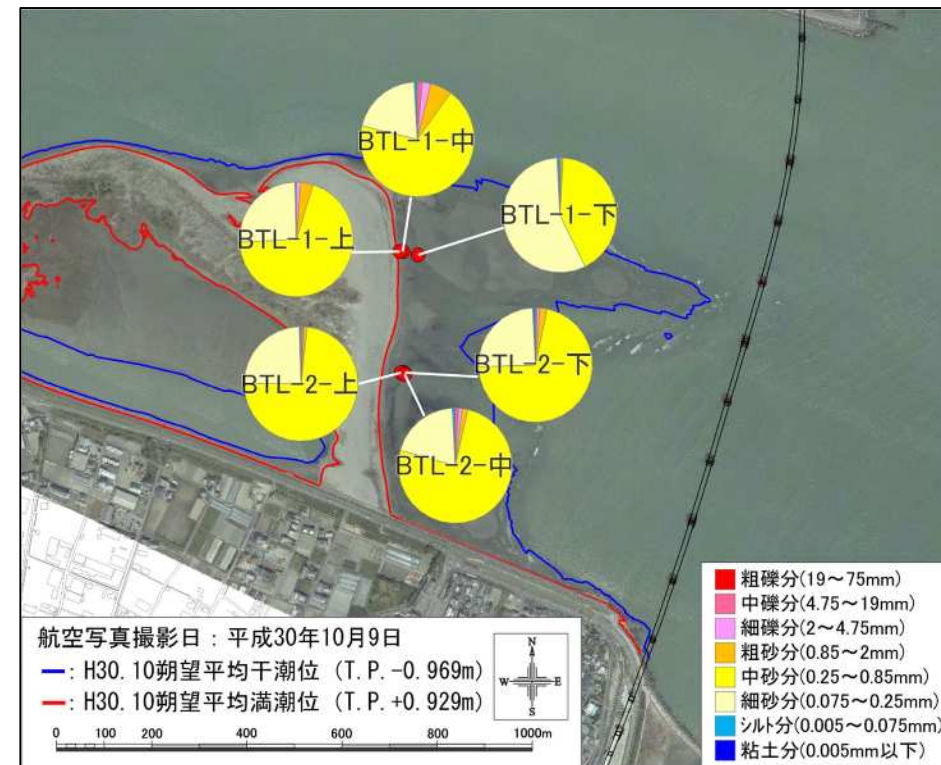 BTL-1-中
BTL-1-下
BTL-1-上
BTL-2-下
BTL-2-上
BTL-2-中
航空写真撮影日：平成30年10月9日
：H30.10朔望平均干潮位 (T.P.-0.969m)
：H30.10朔望平均満潮位 (T.P.+0.929m)
N
W E
S
0 100 200 300 400 500 600 700 800 900 1000m
粗礫分(19～75mm)
中礫分(4.75～19mm)
細礫分(2～4.75mm)
粗砂分(0.85～2mm)
中砂分(0.25～0.85mm)
細砂分(0.075～0.25mm)
シルト分(0.005～0.075mm)
粘土分(0.005mm以下)